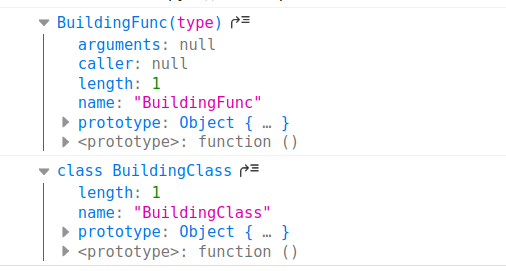 BuildingFunc(type)
arguments: null
caller: null
length: 1
name: "BuildingFunc"
prototype: Object { … }
<prototype>: function ()
class BuildingClass
length: 1
name: "BuildingClass"
prototype: Object { … }
<prototype>: function ()